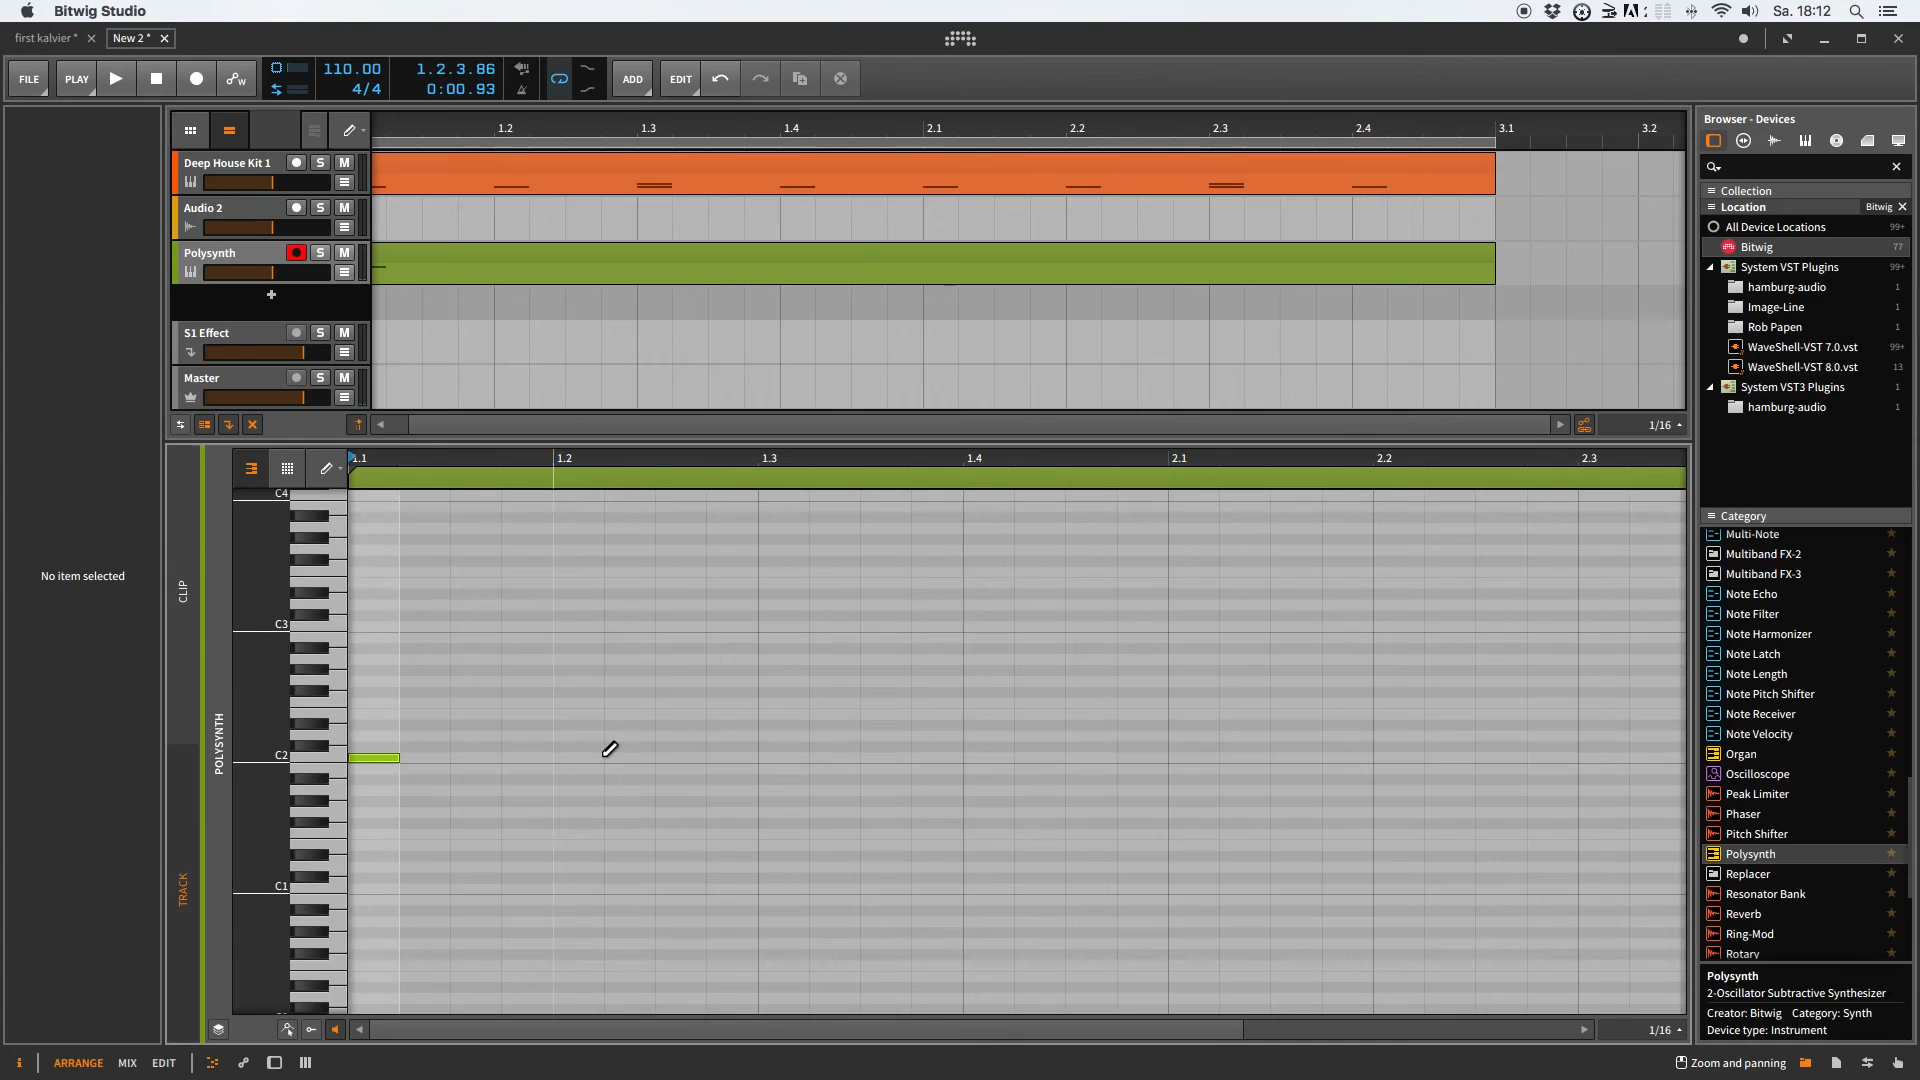 Bitwig Studio
Sa. 18:12
first kalvier *
New 2 *
FILE
PLAY
110.00
4/4
1.2.3.86
0:00.93
ADD
EDIT
1.2 1.3 1.4 2.1 2.2 2.3 2.4 3.1 3.2
Deep House Kit 1 S M
Audio 2 S M
Polysynth S M
+
S1 Effect S M
Master S M
1/16
No item selected
CLIP
TRACK
POLYSYNTH
1.1 1.2 1.3 1.4 2.1 2.2 2.3
C4
C3
C2
C1
1/16
Browser - Devices
Collection
Location Bitwig
All Device Locations 99+
Bitwig 77
System VST Plugins 99+
hamburg-audio 1
Image-Line 1
Rob Papen 1
WaveShell-VST 7.0.vst 99+
WaveShell-VST 8.0.vst 13
System VST3 Plugins 1
hamburg-audio 1
Category
Multi-Note
Multiband FX-2
Multiband FX-3
Note Echo
Note Filter
Note Harmonizer
Note Latch
Note Length
Note Pitch Shifter
Note Receiver
Note Velocity
Organ
Oscilloscope
Peak Limiter
Phaser
Pitch Shifter
Polysynth
Replacer
Resonator Bank
Reverb
Ring-Mod
Rotary
Polysynth
2-Oscillator Subtractive Synthesizer
Creator: Bitwig Category: Synth
Device type: Instrument
i ARRANGE MIX EDIT
Zoom and panning